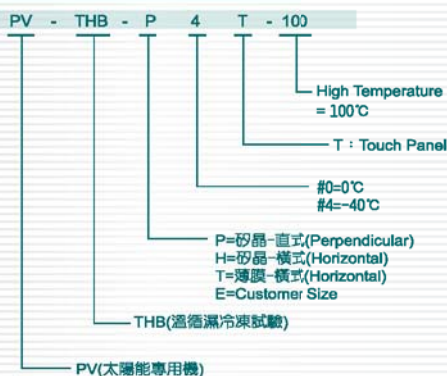 PV - THB - P 4 T - 100
High Temperature
= 100℃
T：Touch Panel
#0=0℃
#4=-40℃
P=矽晶-直式(Perpendicular)
H=矽晶-橫式(Horizontal)
T=薄膜-橫式(Horizontal)
E=Customer Size
THB(溫循濕冷凍試驗)
PV(太陽能專用機)